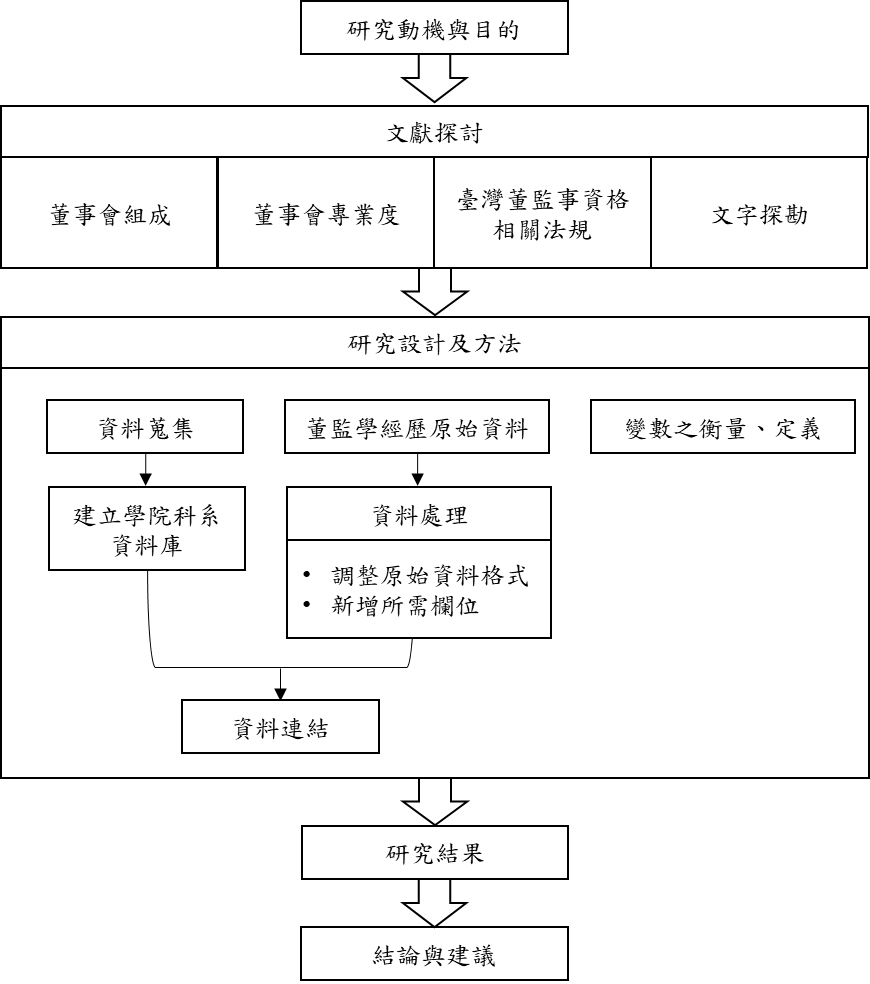 研究動機與目的
文獻探討
董事會組成
董事會專業度
臺灣董監事資格
相關法規
文字探勘
研究設計及方法
資料蒐集
董監學經歷原始資料
變數之衡量、定義
建立學院科系
資料庫
資料處理
• 調整原始資料格式
• 新增所需欄位
資料連結
研究結果
結論與建議